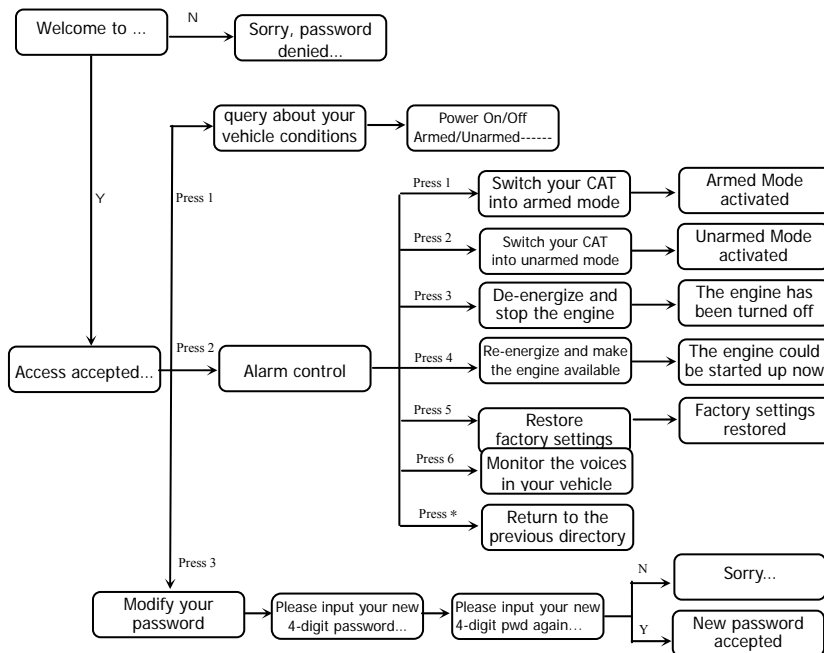 Welcome to ...
N
Sorry, password
denied...
Y
query about your
vehicle conditions
Power On/Off
Armed/Unarmed------
Press 1
Press 1
Switch your CAT
into armed mode
Armed Mode
activated
Press 2
Switch your CAT
into unarmed mode
Unarmed Mode
activated
Press 3
De-energize and
stop the engine
The engine has
been turned off
Access accepted...
Press 2
Alarm control
Press 4
Re-energize and make
the engine available
The engine could
be started up now
Press 5
Restore
factory settings
Factory settings
restored
Press 6
Monitor the voices
in your vehicle
Press *
Return to the
previous directory
Press 3
Modify your
password
Please input your new
4-digit password...
Please input your new
4-digit pwd again...
N
Sorry...
Y
New password
accepted